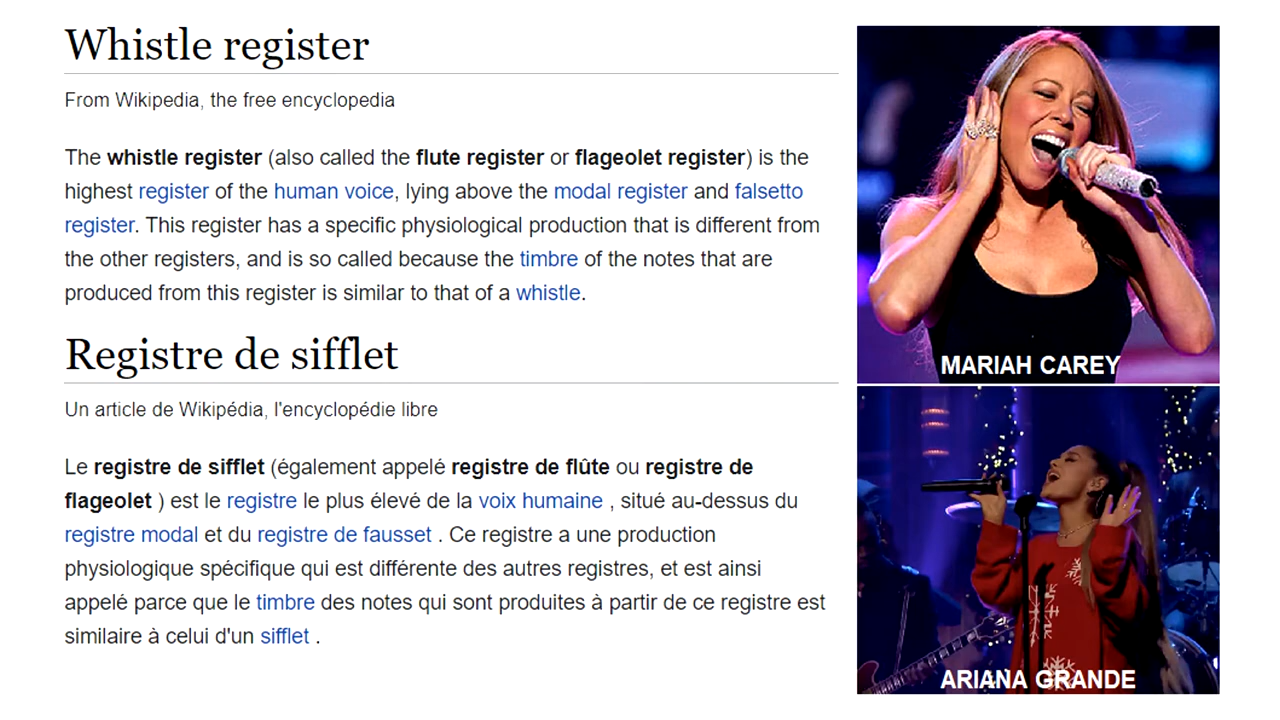 Whistle register
From Wikipedia, the free encyclopedia
The whistle register (also called the flute register or flageolet register) is the
highest register of the human voice, lying above the modal register and falsetto
register. This register has a specific physiological production that is different from
the other registers, and is so called because the timbre of the notes that are
produced from this register is similar to that of a whistle.
Registre de sifflet
Un article de Wikipédia, l'encyclopédie libre
Le registre de sifflet (également appelé registre de flûte ou registre de
flageolet ) est le registre le plus élevé de la voix humaine , situé au-dessus du
registre modal et du registre de fausset . Ce registre a une production
physiologique spécifique qui est différente des autres registres, et est ainsi
appelé parce que le timbre des notes qui sont produites à partir de ce registre est
similaire à celui d'un sifflet .
MARIAH CAREY
ARIANA GRANDE